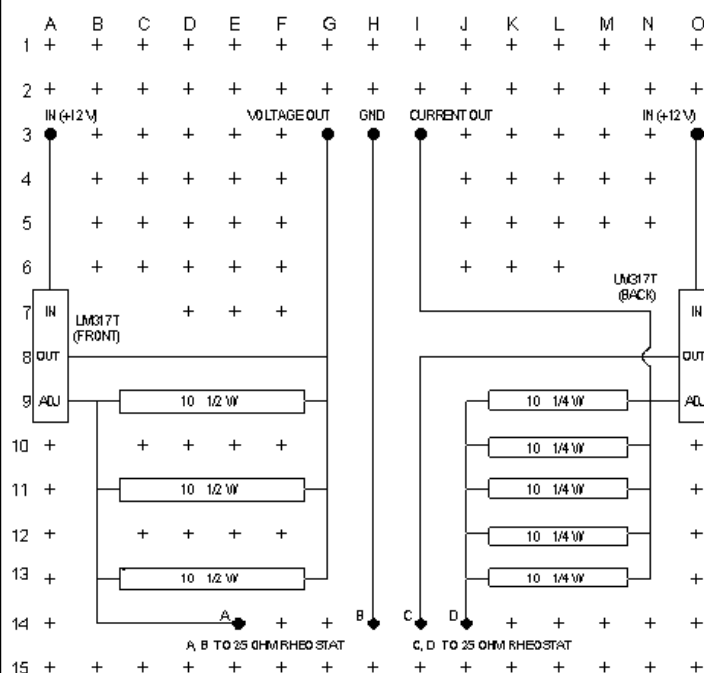 A B C D E F G H I J K L M N O
1
2
IN (+12 V) VOLTAGE OUT GND CURRENT OUT IN (+12 V)
3
4
5
6
LM317T
(BACK)
7 IN IN
LM317T
(FRONT)
8 OUT OUT
9 ADJ 10 1/2 W 10 1/4 W ADJ
10 10 1/4 W
11 10 1/2 W 10 1/4 W
12 10 1/4 W
13 10 1/2 W 10 1/4 W
A B C D
14
A, B TO 25 OHM RHEOSTAT C, D TO 25 OHM RHEOSTAT
15